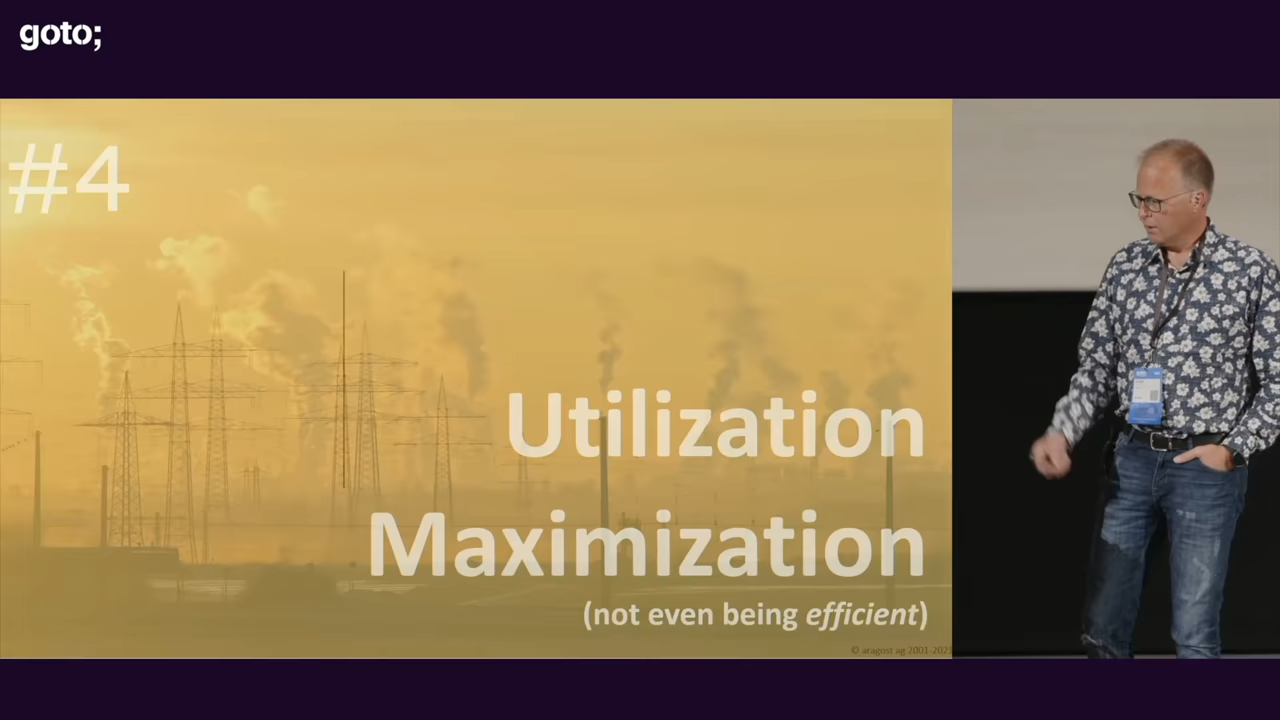 goto;
#4
Utilization
Maximization
(not even being efficient)
© aragost ag 2001-2023